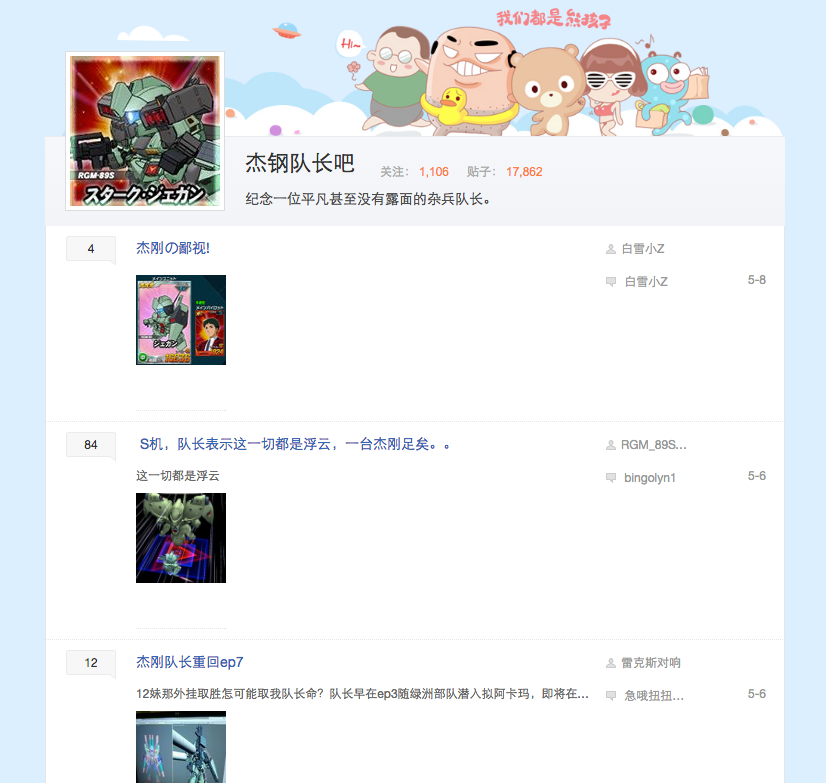 我们都是熊孩子
Hi~
RGM-89S
スターク・ジェガン
杰钢队长吧 关注: 1,106 贴子: 17,862
纪念一位平凡甚至没有露面的杂兵队长。
4 杰刚の鄙视! 白雪小Z
白雪小Z 5-8
ジェガン
84 S机，队长表示这一切都是浮云，一台杰刚足矣。。 RGM_89S...
这一切都是浮云 bingolyn1 5-6
12 杰刚队长重回ep7 雷克斯对响
12妹那外挂取胜怎可能取我队长命？队长早在ep3随绿洲部队潜入拟阿卡玛，即将在... 急哦扭扭... 5-6